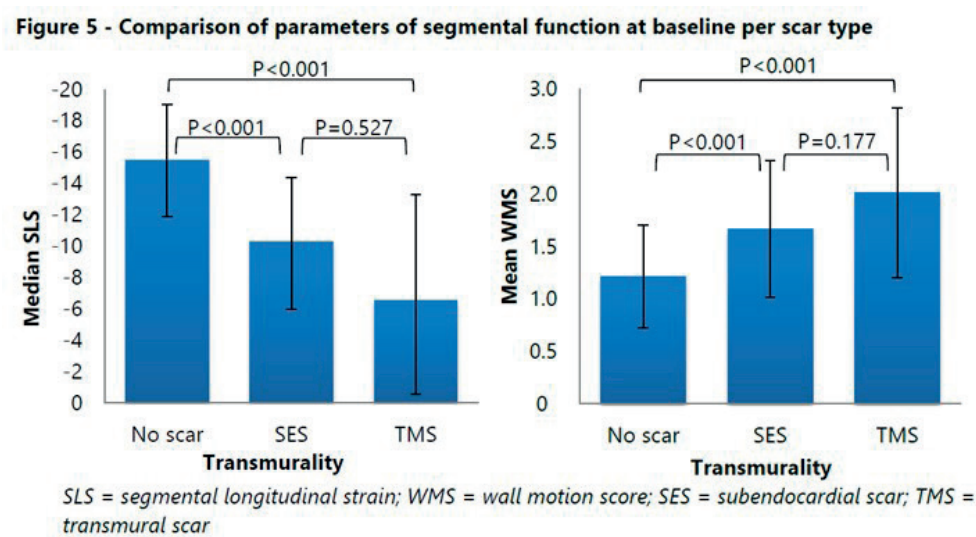 Figure 5 - Comparison of parameters of segmental function at baseline per scar type
P<0.001
P<0.001
P=0.527
-20
-18
-16
-14
-12
-10
-8
-6
-4
-2
0
Median SLS
No scar
SES
TMS
Transmurality
P<0.001
P<0.001
P=0.177
3.0
2.5
2.0
1.5
1.0
0.5
0
Mean WMS
No scar
SES
TMS
Transmurality
SLS = segmental longitudinal strain; WMS = wall motion score; SES = subendocardial scar; TMS =
transmural scar